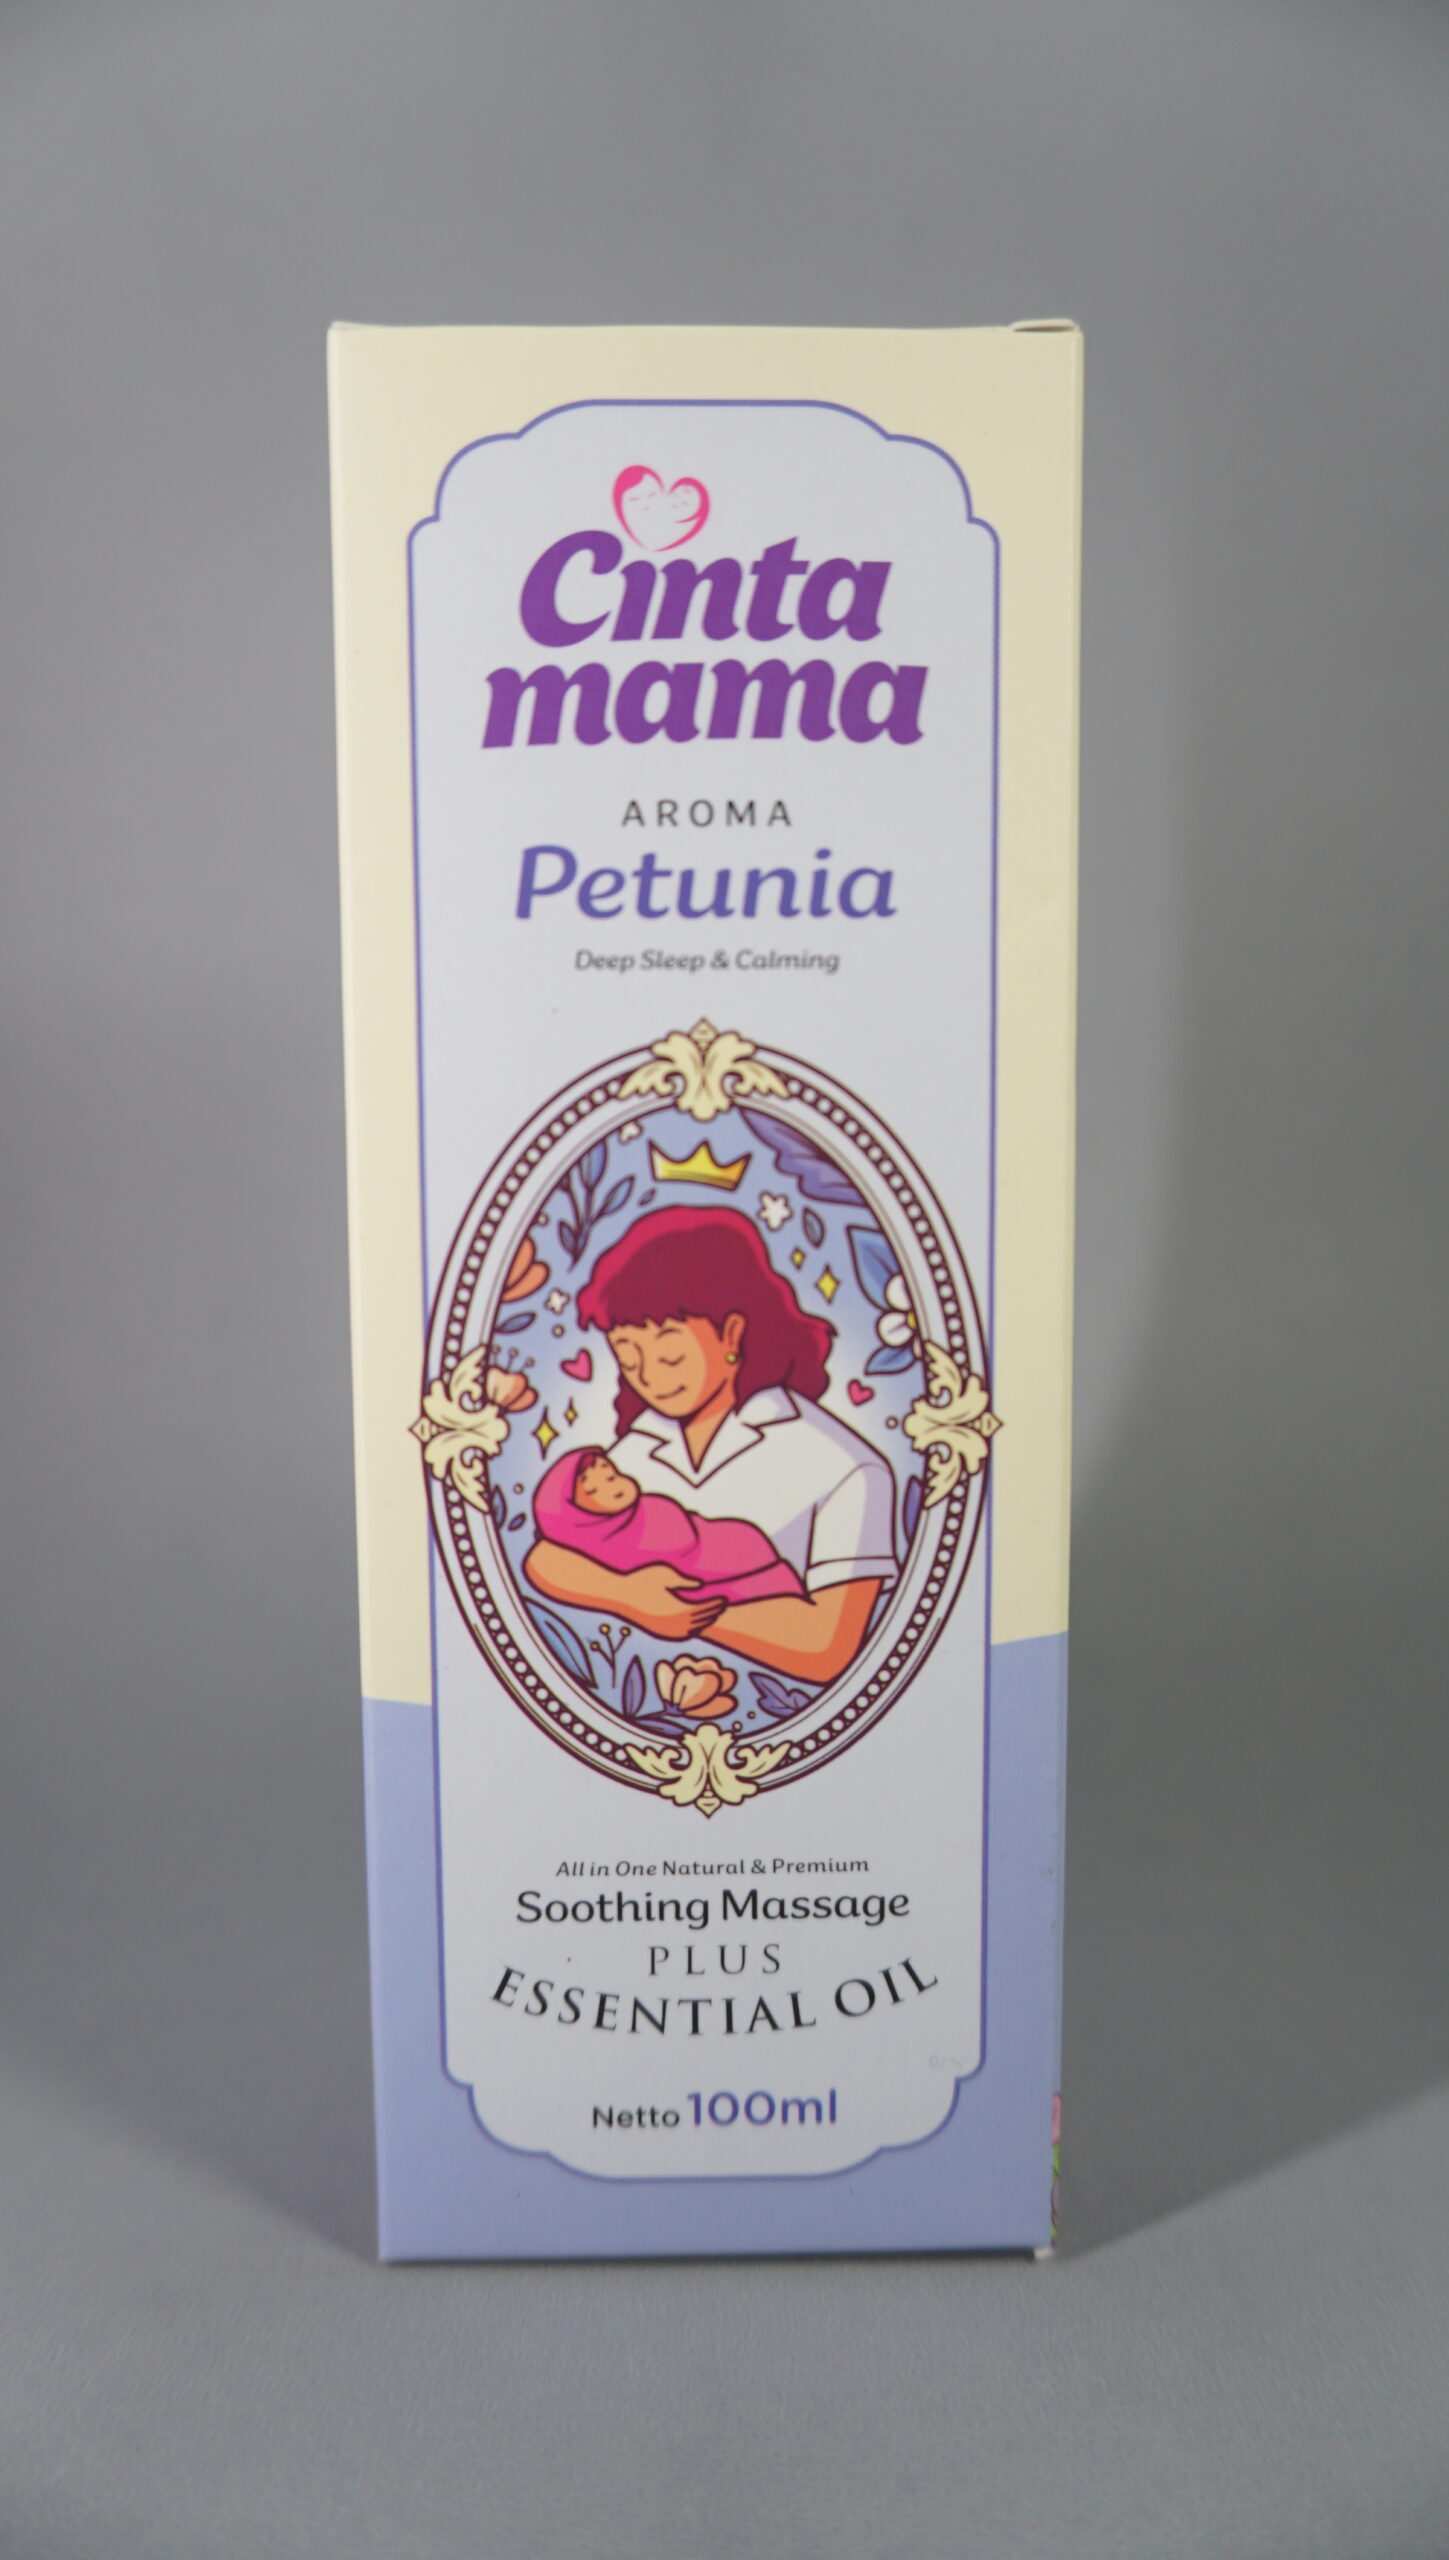 Cinta
mama
AROMA
Petunia
Deep Sleep & Calming
All in One Natural & Premium
Soothing Massage
PLUS
ESSENTIAL OIL
Netto 100ml